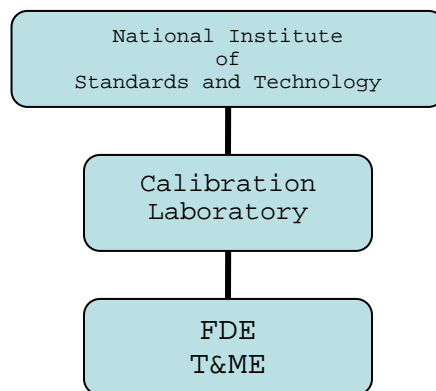 National Institute
of
Standards and Technology
Calibration
Laboratory
FDE
T&ME